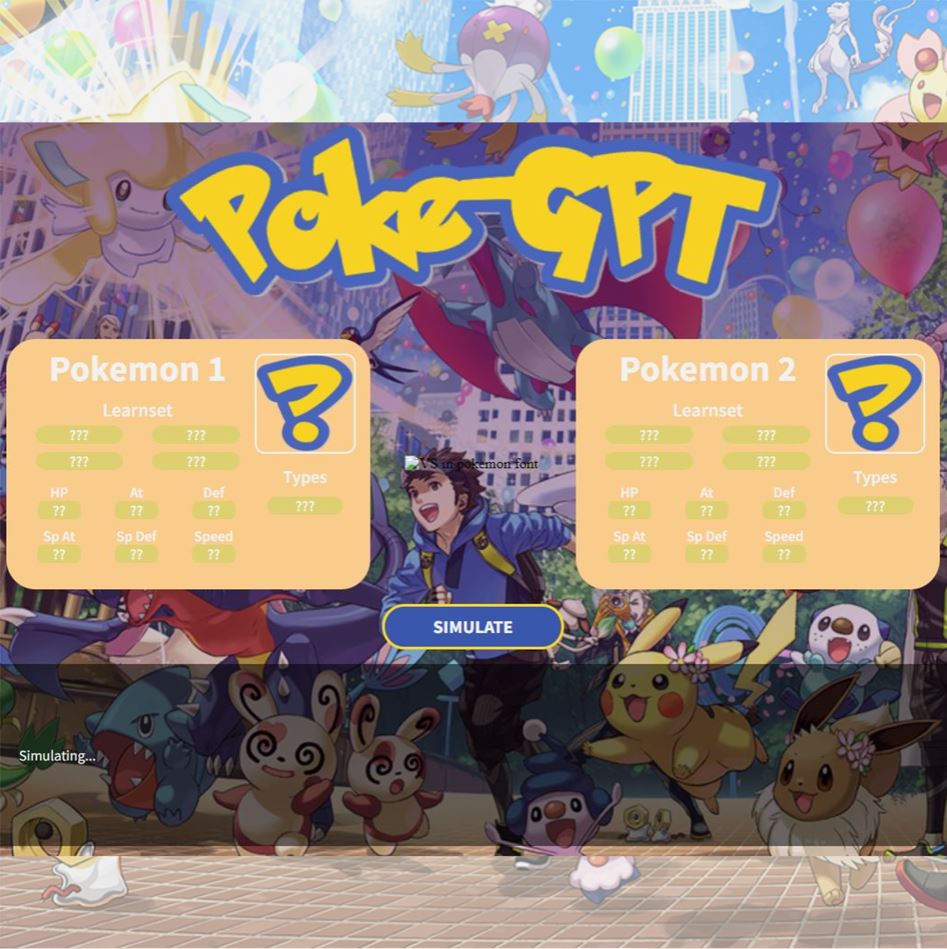 Poke-GPT
Pokemon 1
Learnset
??? ???
??? ???
HP At Def
?? ?? ??
Sp At Sp Def Speed
?? ?? ??
?
Types
???
VS in pokemon font
Pokemon 2
Learnset
??? ???
??? ???
HP At Def
?? ?? ??
Sp At Sp Def Speed
?? ?? ??
?
Types
???
SIMULATE
Simulating...